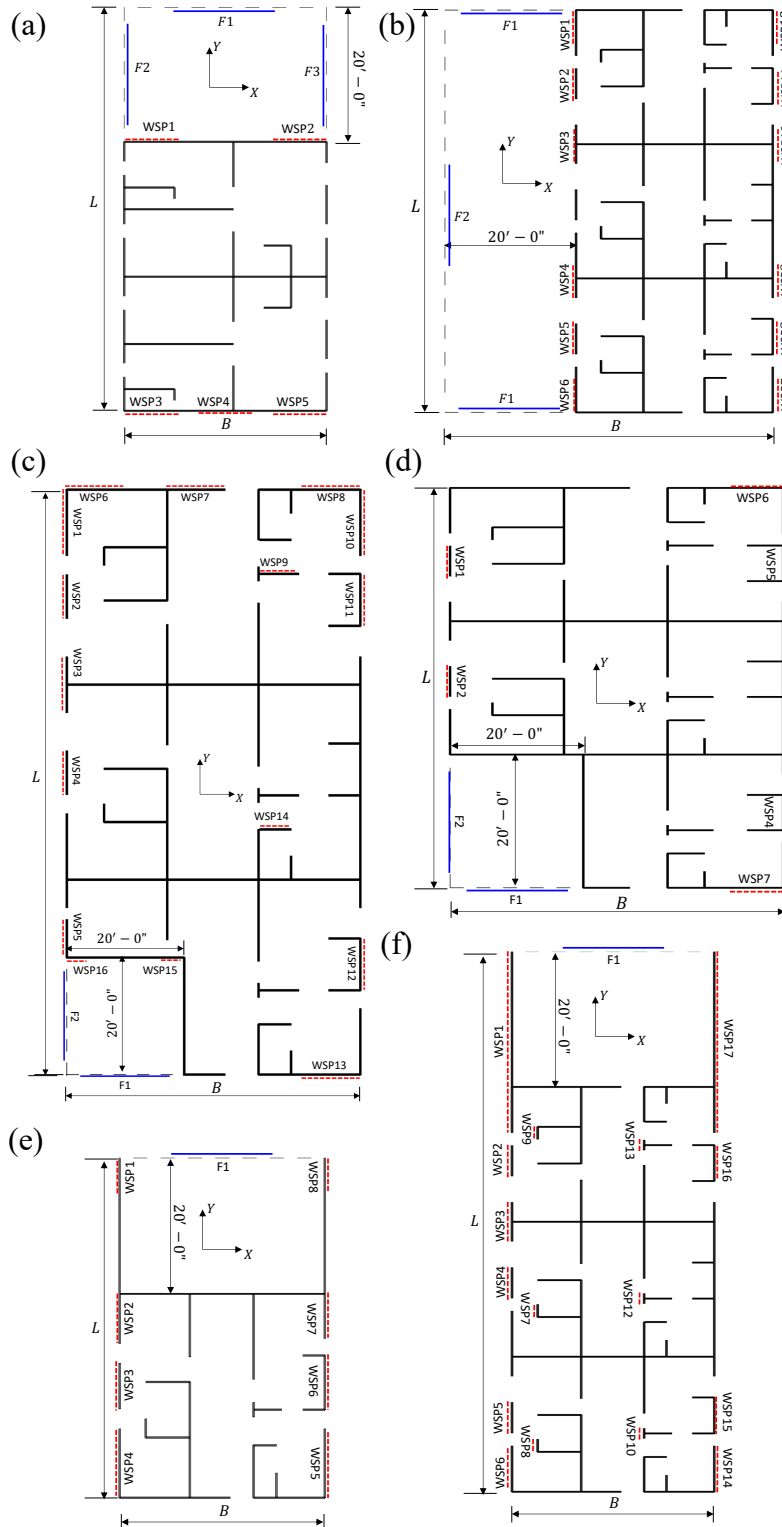 (a)
F1
F2
F3
Y
X
20′ − 0"
WSP1
WSP2
L
WSP3
WSP4
WSP5
B
(b)
F1
WSP1
WSP2
WSP3
Y
X
L
F2
20′ − 0"
WSP4
WSP5
WSP6
F1
B
(c)
WSP6
WSP7
WSP8
WSP1
WSP10
WSP9
WSP2
WSP11
WSP3
Y
X
L
WSP4
WSP14
WSP5
20′ − 0"
WSP16
WSP15
WSP12
F2
20′ − 0"
F1
WSP13
B
(d)
WSP6
WSP1
WSP5
L
WSP2
Y
X
20′ − 0"
F2
20′ − 0"
WSP4
F1
WSP7
B
(e)
F1
WSP1
WSP8
20′ − 0"
Y
X
L
WSP2
WSP7
WSP3
WSP6
WSP4
WSP5
B
(f)
F1
20′ − 0"
Y
X
WSP1
WSP17
WSP9
WSP13
WSP2
WSP16
L
WSP3
WSP4
WSP12
WSP7
WSP5
WSP15
WSP8
WSP10
WSP6
WSP14
B